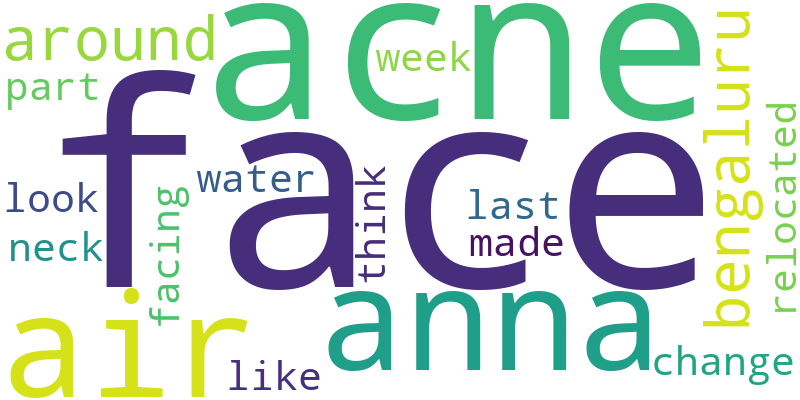 around
acne
week
part
face
bengaluru
relocated
look
water
think
last
facing
neck
made
air
anna
like
change